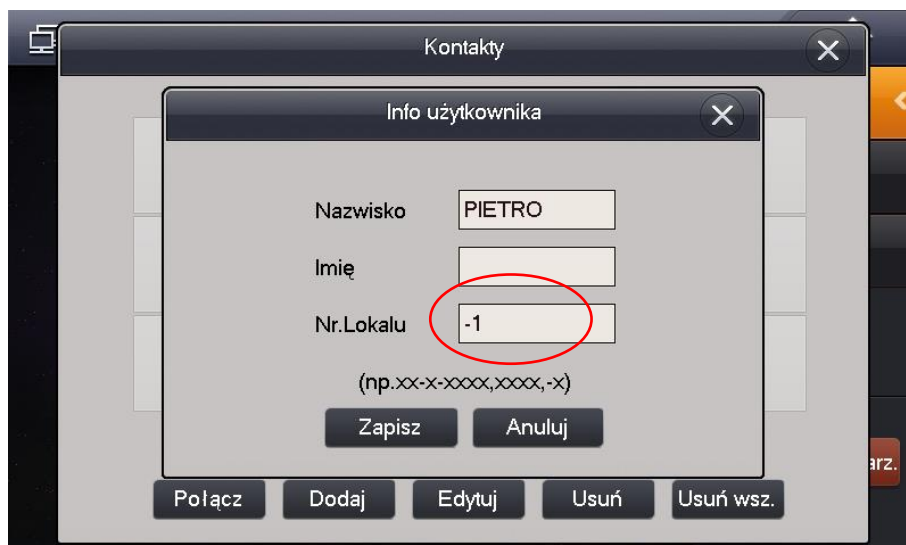 Kontakty
Info użytkownika
Nazwisko PIETRO
Imię
Nr.Lokalu -1
(np.xx-x-xxxx,xxxx,-x)
Zapisz Anuluj
arz.
Połącz Dodaj Edytuj Usuń Usuń wsz.